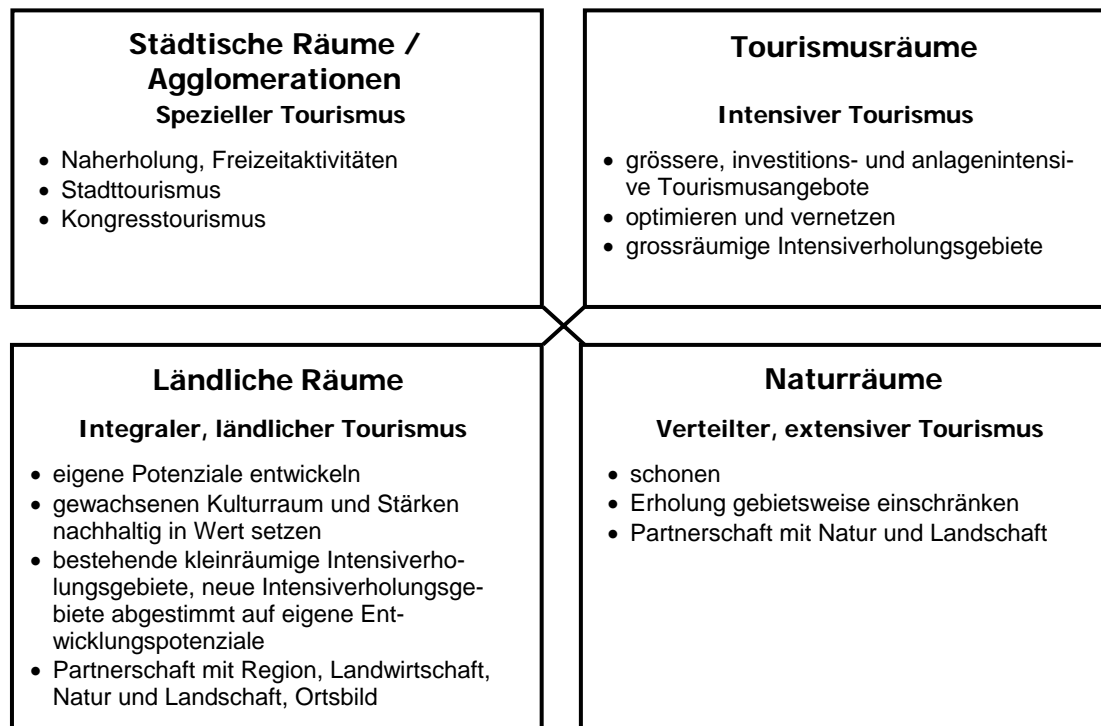 Städtische Räume /
Agglomerationen
Spezieller Tourismus
• Naherholung, Freizeitaktivitäten
• Stadttourismus
• Kongresstourismus
Tourismusräume
Intensiver Tourismus
• grössere, investitions- und anlagenintensi-
ve Tourismusangebote
• optimieren und vernetzen
• grossräumige Intensiverholungsgebiete
Ländliche Räume
Integraler, ländlicher Tourismus
• eigene Potenziale entwickeln
• gewachsenen Kulturraum und Stärken
nachhaltig in Wert setzen
• bestehende kleinräumige Intensiverho-
lungsgebiete, neue Intensiverholungsge-
biete abgestimmt auf eigene Ent-
wicklungspotenziale
• Partnerschaft mit Region, Landwirtschaft,
Natur und Landschaft, Ortsbild
Naturräume
Verteilter, extensiver Tourismus
• schonen
• Erholung gebietsweise einschränken
• Partnerschaft mit Natur und Landschaft